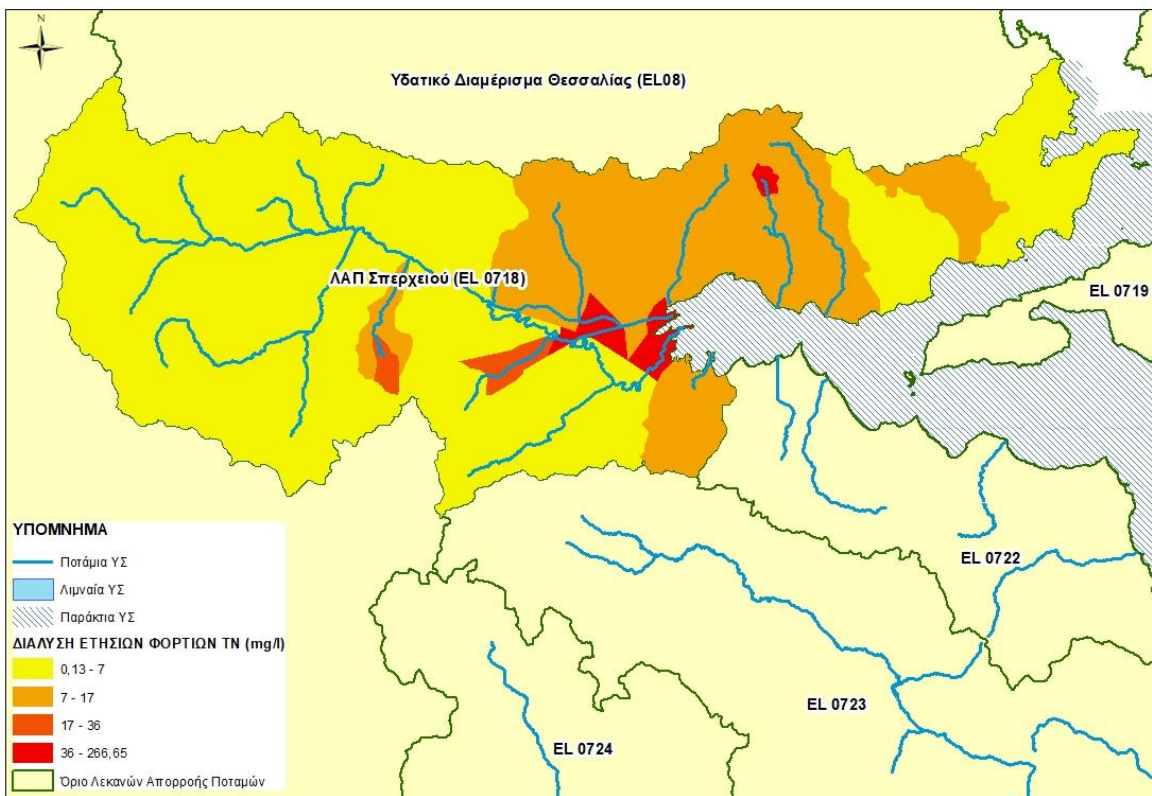 N
Υδατικό Διαμέρισμα Θεσσαλίας (EL08)
ΛΑΠ Σπερχειού (EL 0718)
EL 0719
EL 0722
EL 0723
EL 0724
ΥΠΟΜΝΗΜΑ
Ποτάμια ΥΣ
Λιμναία ΥΣ
Παράκτια ΥΣ
ΔΙΑΛΥΣΗ ΕΤΗΣΙΩΝ ΦΟΡΤΙΩΝ TN (mg/l)
0,13 - 7
7 - 17
17 - 36
36 - 266,65
Όριο Λεκανών Απορροής Ποταμών